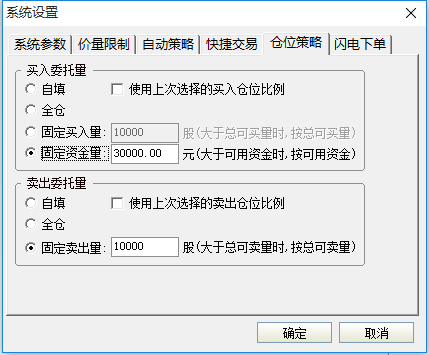 系统设置
系统参数 价量限制 自动策略 快捷交易 仓位策略 闪电下单
买入委托量
自填 使用上次选择的买入仓位比例
全仓
固定买入量: 10000 股(大于总可买量时,按总可买量)
固定资金量: 30000.00 元(大于可用资金时,按可用资金)
卖出委托量
自填 使用上次选择的卖出仓位比例
全仓
固定卖出量: 10000 股(大于总可卖量时,按总可卖量)
确定 取消